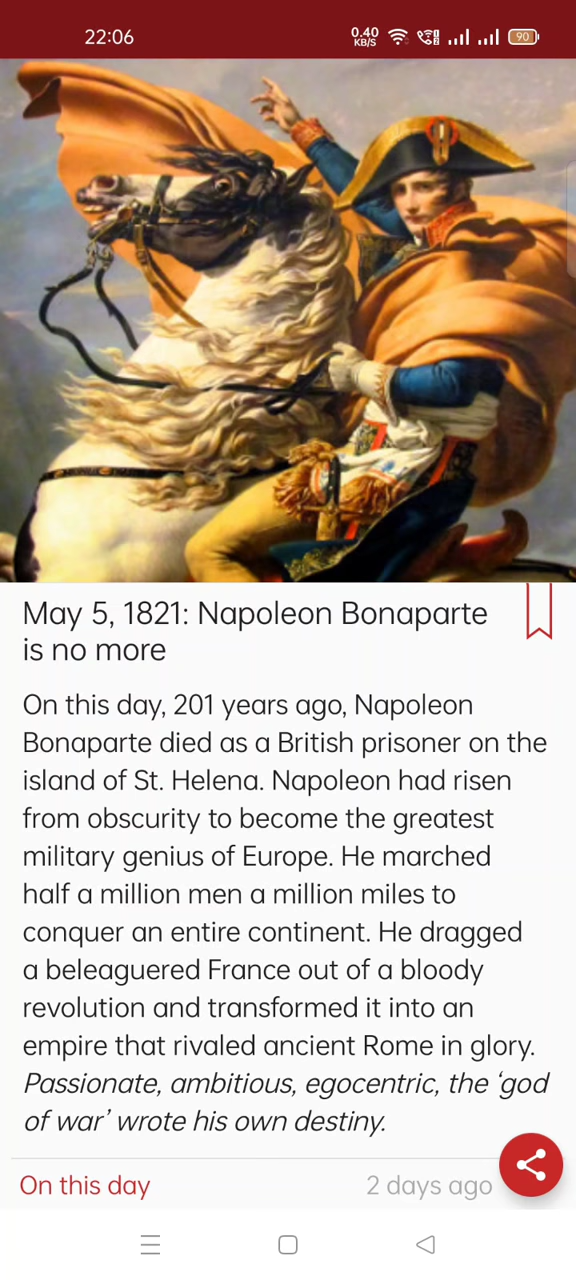 22:06
0.40
KB/S
90
May 5, 1821: Napoleon Bonaparte
is no more
On this day, 201 years ago, Napoleon
Bonaparte died as a British prisoner on the
island of St. Helena. Napoleon had risen
from obscurity to become the greatest
military genius of Europe. He marched
half a million men a million miles to
conquer an entire continent. He dragged
a beleaguered France out of a bloody
revolution and transformed it into an
empire that rivaled ancient Rome in glory.
Passionate, ambitious, egocentric, the ‘god
of war’ wrote his own destiny.
On this day
2 days ago